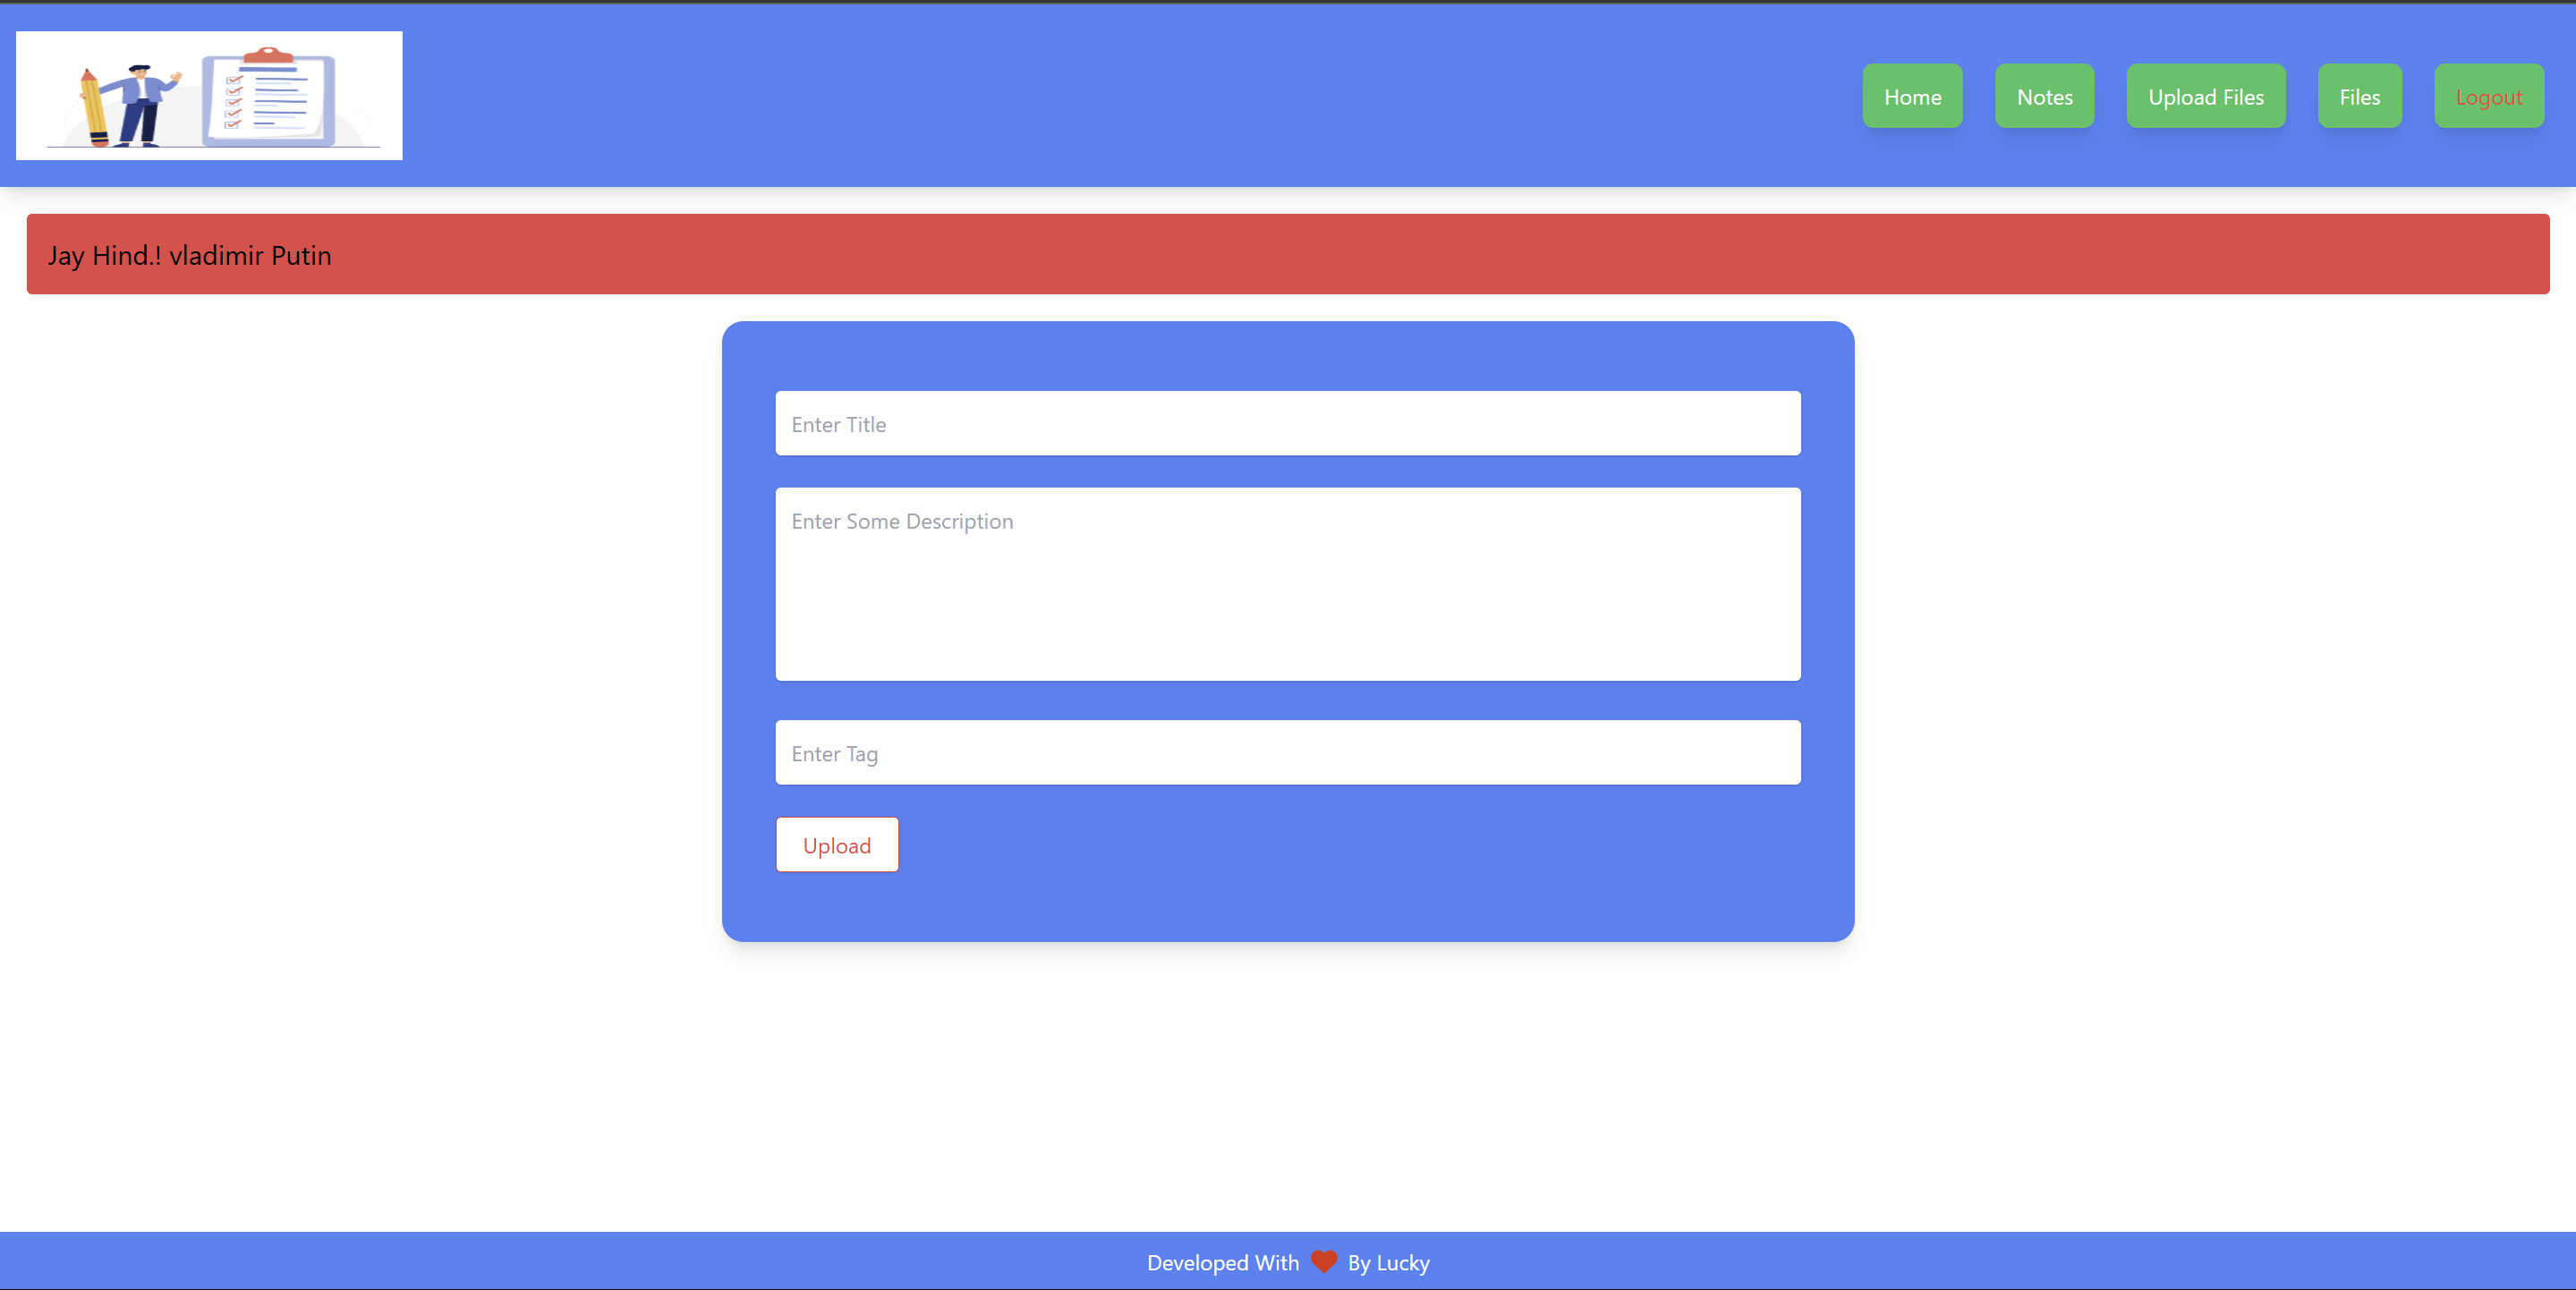 Home Notes Upload Files Files Logout
Jay Hind.! vladimir Putin
Enter Title
Enter Some Description
Enter Tag
Upload
Developed With By Lucky